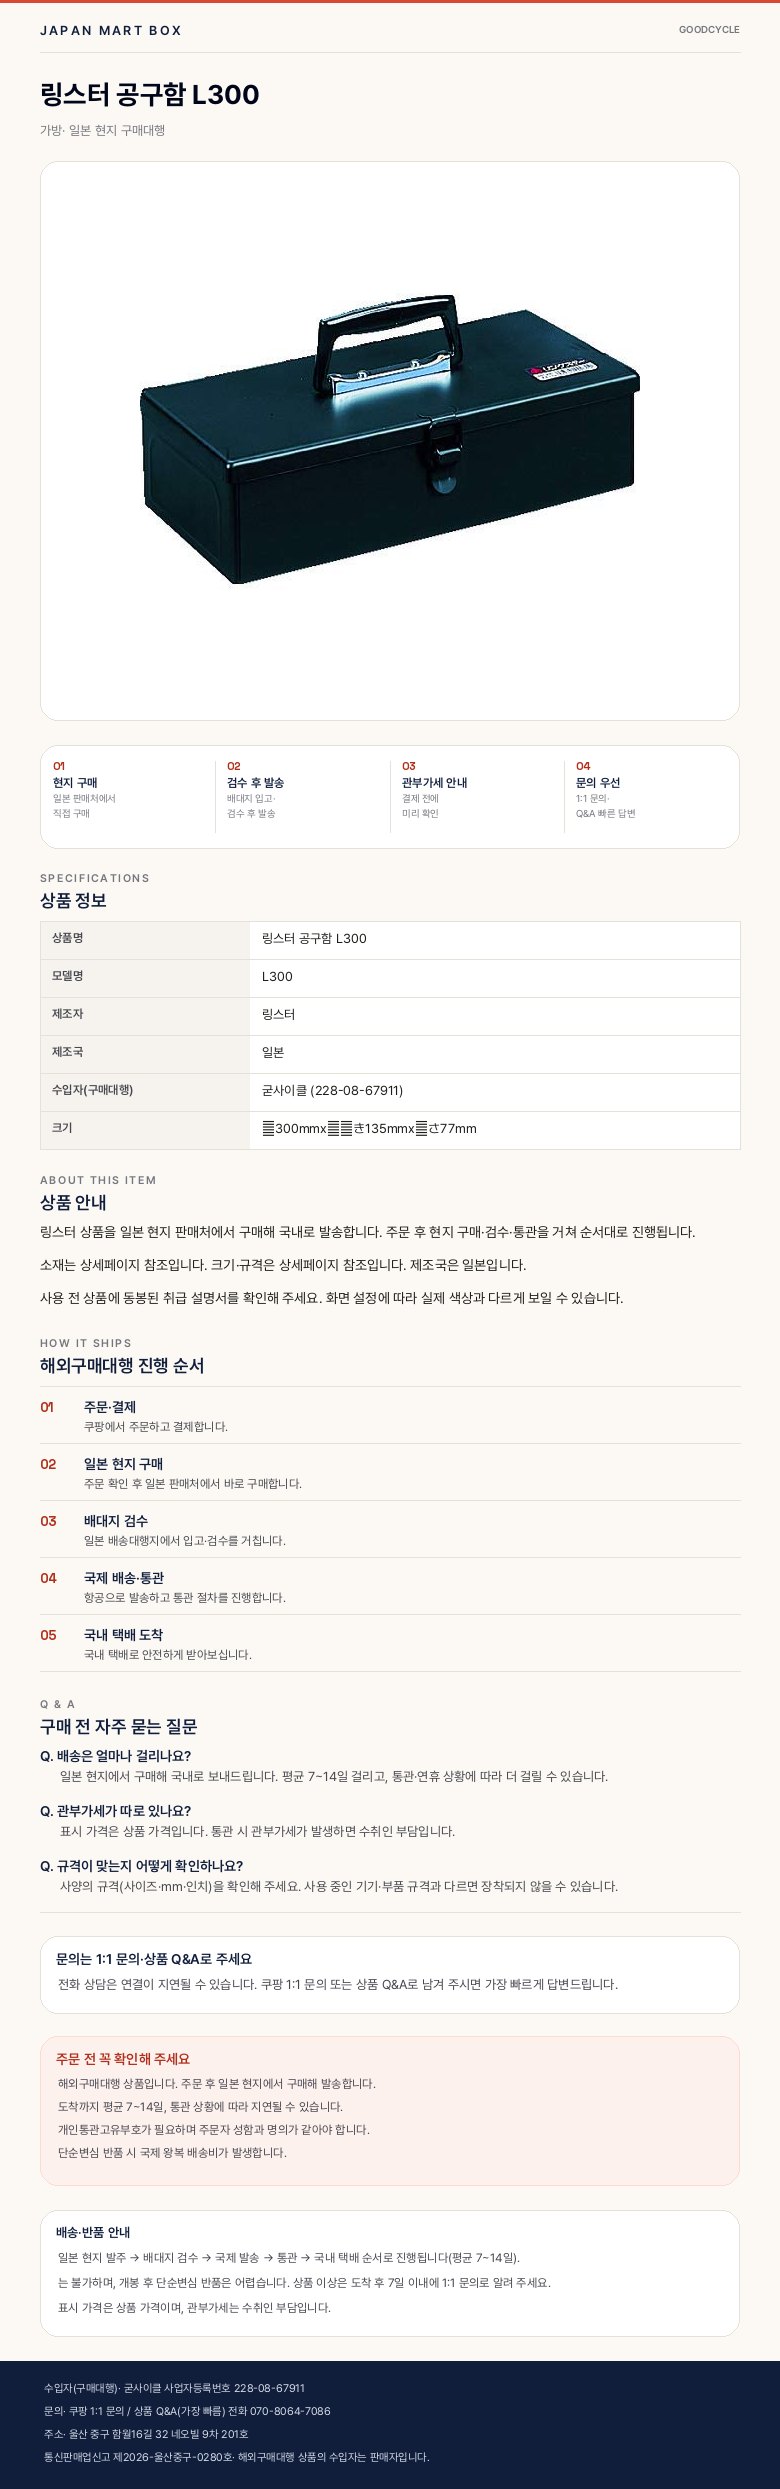 JAPAN MART BOX
GOODCYCLE
링스터 공구함 L300
가방· 일본 현지 구매대행
リングスター
01
현지 구매
일본 판매처에서
직접 구매
02
검수 후 발송
배대지 입고·
검수 후 발송
03
관부가세 안내
결제 전에
미리 확인
04
문의 우선
1:1 문의·
Q&A 빠른 답변
SPECIFICATIONS
상품 정보
상품명 링스터 공구함 L300
모델명 L300
제조자 링스터
제조국 일본
수입자(구매대행) 굳사이클 (228-08-67911)
크기 300mmx き135mmx さ77mm
ABOUT THIS ITEM
상품 안내
링스터 상품을 일본 현지 판매처에서 구매해 국내로 발송합니다. 주문 후 현지 구매·검수·통관을 거쳐 순서대로 진행됩니다.
소재는 상세페이지 참조입니다. 크기·규격은 상세페이지 참조입니다. 제조국은 일본입니다.
사용 전 상품에 동봉된 취급 설명서를 확인해 주세요. 화면 설정에 따라 실제 색상과 다르게 보일 수 있습니다.
HOW IT SHIPS
해외구매대행 진행 순서
01 주문·결제
쿠팡에서 주문하고 결제합니다.
02 일본 현지 구매
주문 확인 후 일본 판매처에서 바로 구매합니다.
03 배대지 검수
일본 배송대행지에서 입고·검수를 거칩니다.
04 국제 배송·통관
항공으로 발송하고 통관 절차를 진행합니다.
05 국내 택배 도착
국내 택배로 안전하게 받아보십니다.
Q & A
구매 전 자주 묻는 질문
Q. 배송은 얼마나 걸리나요?
일본 현지에서 구매해 국내로 보내드립니다. 평균 7~14일 걸리고, 통관·연휴 상황에 따라 더 걸릴 수 있습니다.
Q. 관부가세가 따로 있나요?
표시 가격은 상품 가격입니다. 통관 시 관부가세가 발생하면 수취인 부담입니다.
Q. 규격이 맞는지 어떻게 확인하나요?
사양의 규격(사이즈·mm·인치)을 확인해 주세요. 사용 중인 기기·부품 규격과 다르면 장착되지 않을 수 있습니다.
문의는 1:1 문의·상품 Q&A로 주세요
전화 상담은 연결이 지연될 수 있습니다. 쿠팡 1:1 문의 또는 상품 Q&A로 남겨 주시면 가장 빠르게 답변드립니다.
주문 전 꼭 확인해 주세요
해외구매대행 상품입니다. 주문 후 일본 현지에서 구매해 발송합니다.
도착까지 평균 7~14일, 통관 상황에 따라 지연될 수 있습니다.
개인통관고유부호가 필요하며 주문자 성함과 명의가 같아야 합니다.
단순변심 반품 시 국제 왕복 배송비가 발생합니다.
배송·반품 안내
일본 현지 발주 → 배대지 검수 → 국제 발송 → 통관 → 국내 택배 순서로 진행됩니다(평균 7~14일).
는 불가하며, 개봉 후 단순변심 반품은 어렵습니다. 상품 이상은 도착 후 7일 이내에 1:1 문의로 알려 주세요.
표시 가격은 상품 가격이며, 관부가세는 수취인 부담입니다.
수입자(구매대행)· 굳사이클 사업자등록번호 228-08-67911
문의· 쿠팡 1:1 문의 / 상품 Q&A(가장 빠름) 전화 070-8064-7086
주소· 울산 중구 함월16길 32 네오빌 9차 201호
통신판매업신고 제2026-울산중구-0280호· 해외구매대행 상품의 수입자는 판매자입니다.